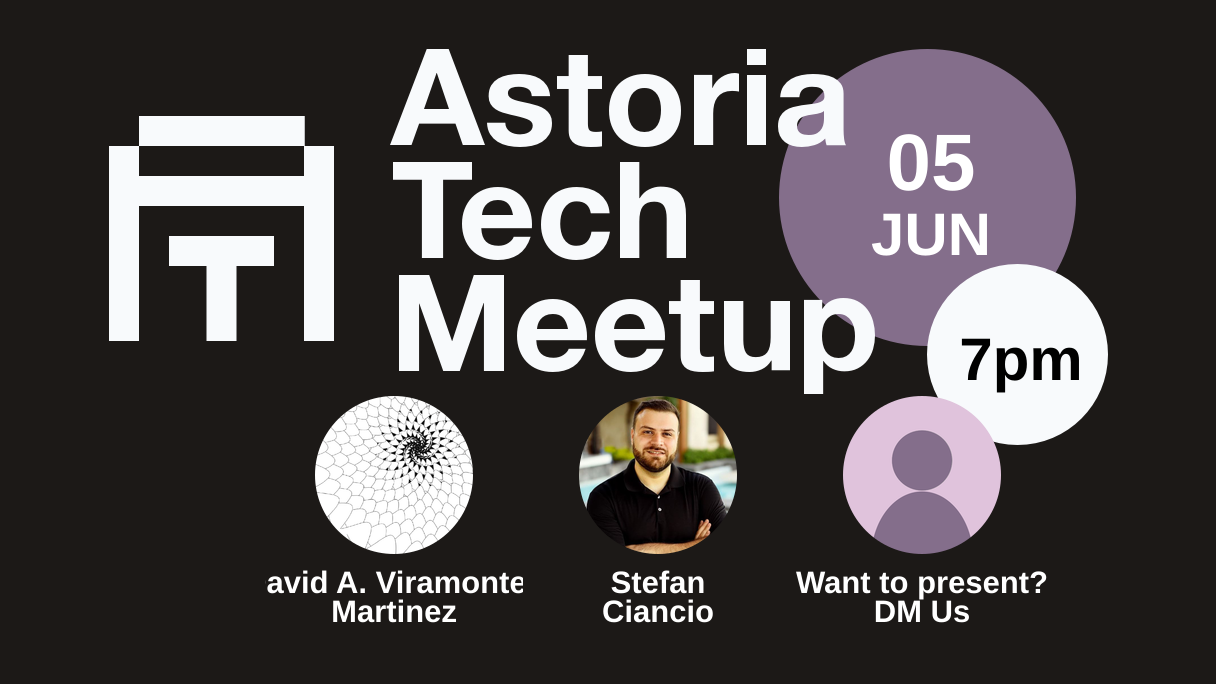 Astoria
Tech
Meetup
05
JUN
7pm
avid A. Viramonte
Martinez
Stefan
Ciancio
Want to present?
DM Us